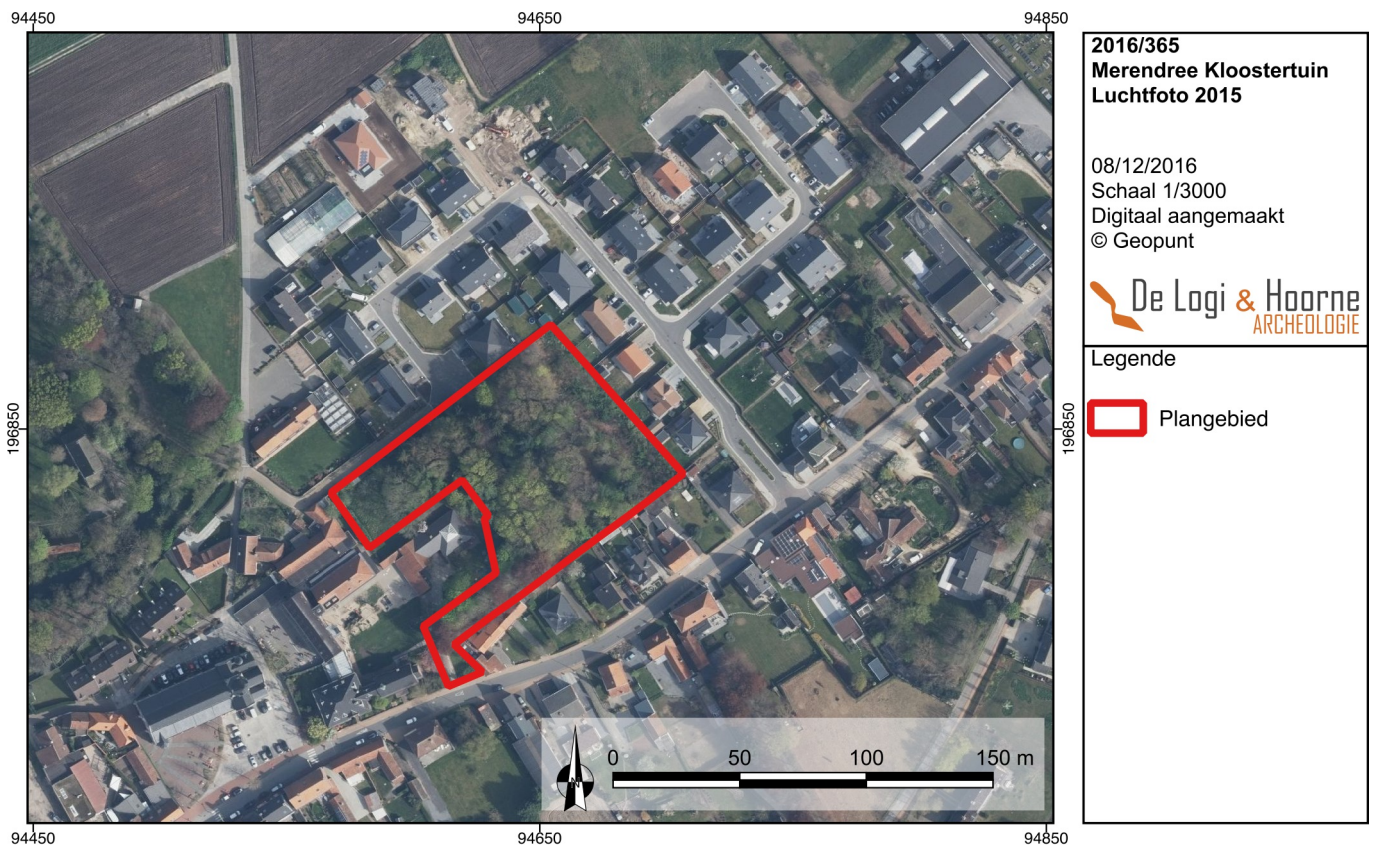 94450
94650
94850
2016/365
Merendree Kloostertuin
Luchtfoto 2015
08/12/2016
Schaal 1/3000
Digitaal aangemaakt
© Geopunt
De Logi & Hoorne
ARCHEOLOGIE
Legende
Plangebied
196850
196850
N
0 50 100 150 m
94450
94650
94850